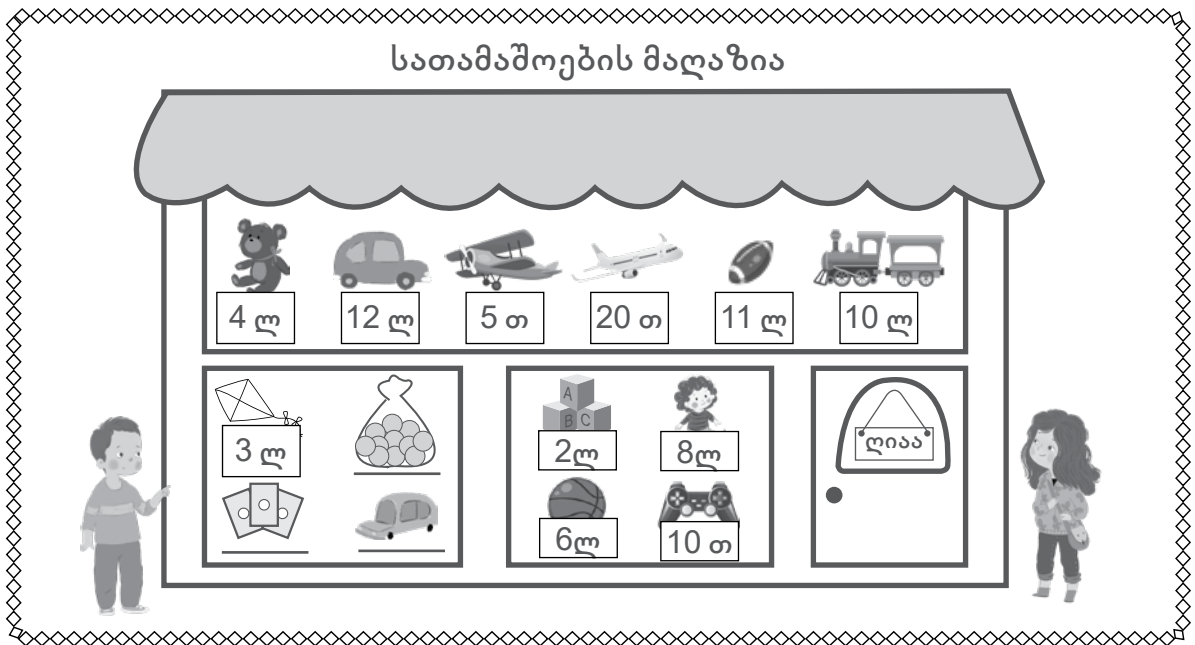 სათამაშოების მაღაზია
4 ლ
12 ლ
5 თ
20 თ
11 ლ
10 ლ
3 ლ
A
B C
2ლ
8ლ
6ლ
10 თ
ღიაა